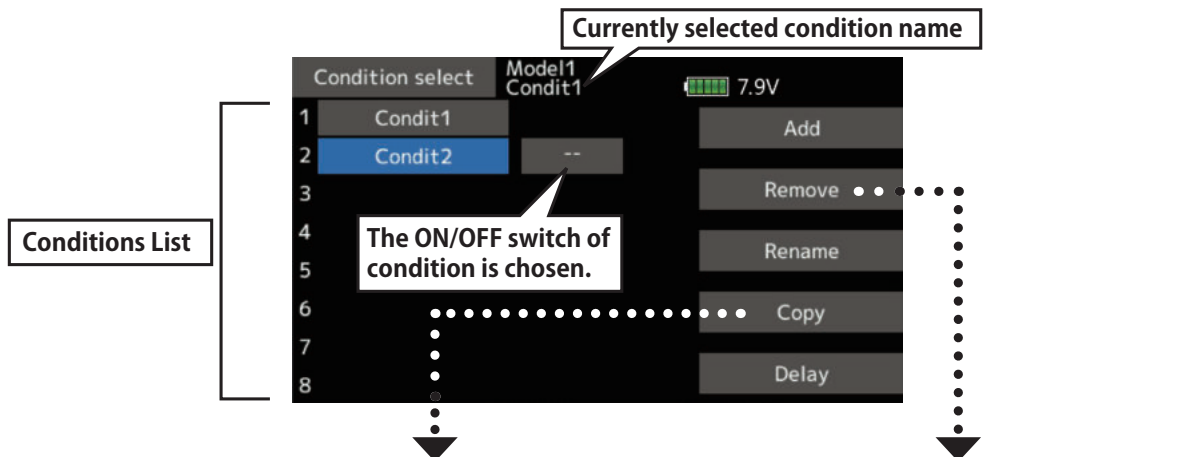 Currently selected condition name
Condition select
Model1
Condit1
7.9V
1 Condit1
Add
2 Condit2 --
3
Remove
Conditions List
4
The ON/OFF switch of
condition is chosen.
Rename
5
6
Copy
7
8
Delay